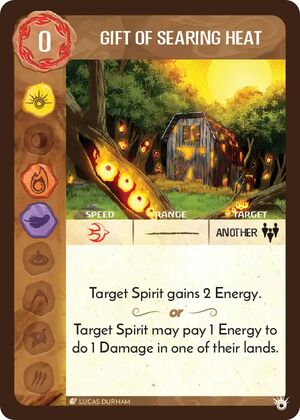 0
GIFT OF SEARING HEAT
SPEED RANGE TARGET
ANOTHER
Target Spirit gains 2 Energy.
or
Target Spirit may pay 1 Energy to
do 1 Damage in one of their lands.
LUCAS DURHAM